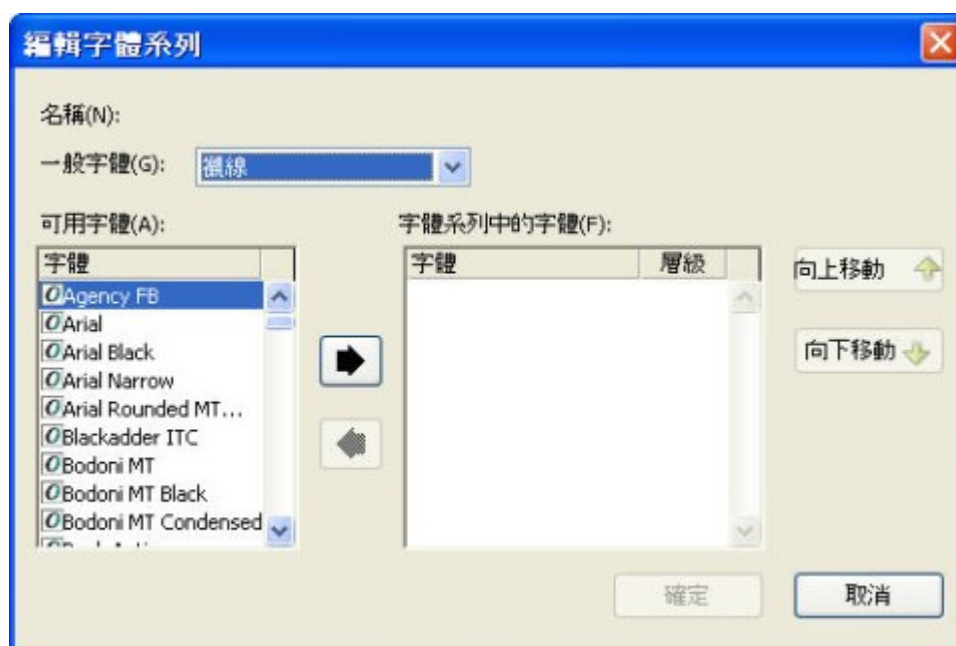 編輯字體系列
名稱(N):
一般字體(G): 襯線
可用字體(A):
字體系列中的字體(F):
字體
字體 層級
向上移動
向下移動
Agency FB
Arial
Arial Black
Arial Narrow
Arial Rounded MT...
Blackadder ITC
Bodoni MT
Bodoni MT Black
Bodoni MT Condensed
確定
取消